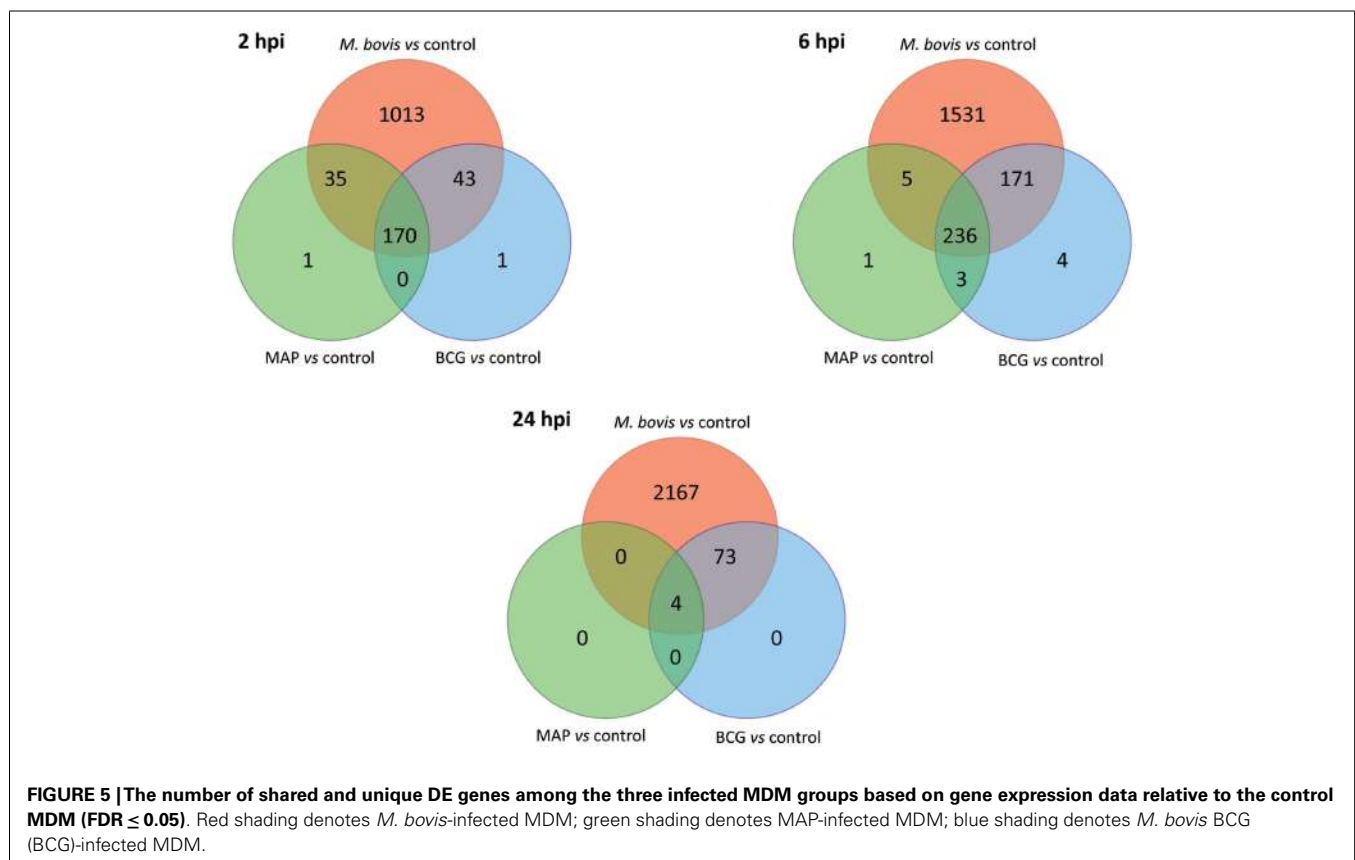 2 hpi
M. bovis vs control
1013
35
43
170
1
0
1
MAP vs control
BCG vs control
6 hpi
M. bovis vs control
1531
5
171
236
1
3
4
MAP vs control
BCG vs control
24 hpi
M. bovis vs control
2167
0
73
4
0
0
0
MAP vs control
BCG vs control
FIGURE 5 | The number of shared and unique DE genes among the three infected MDM groups based on gene expression data relative to the control
MDM (FDR ≤ 0.05). Red shading denotes M. bovis-infected MDM; green shading denotes MAP-infected MDM; blue shading denotes M. bovis BCG
(BCG)-infected MDM.